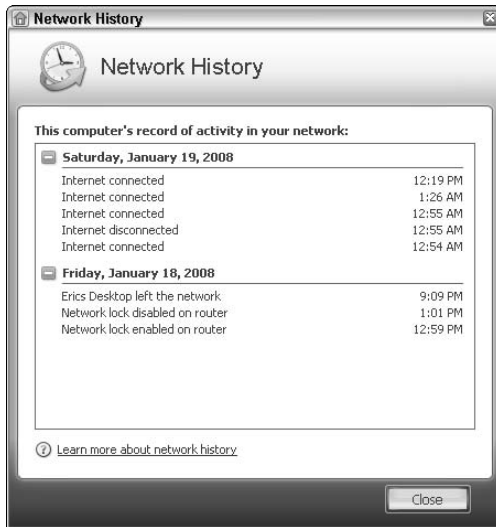 Network History
Network History
This computer's record of activity in your network:
Saturday, January 19, 2008
Internet connected 12:19 PM
Internet connected 1:26 AM
Internet connected 12:55 AM
Internet disconnected 12:55 AM
Internet connected 12:54 AM
Friday, January 18, 2008
Erics Desktop left the network 9:09 PM
Network lock disabled on router 1:01 PM
Network lock enabled on router 12:59 PM
? Learn more about network history
Close